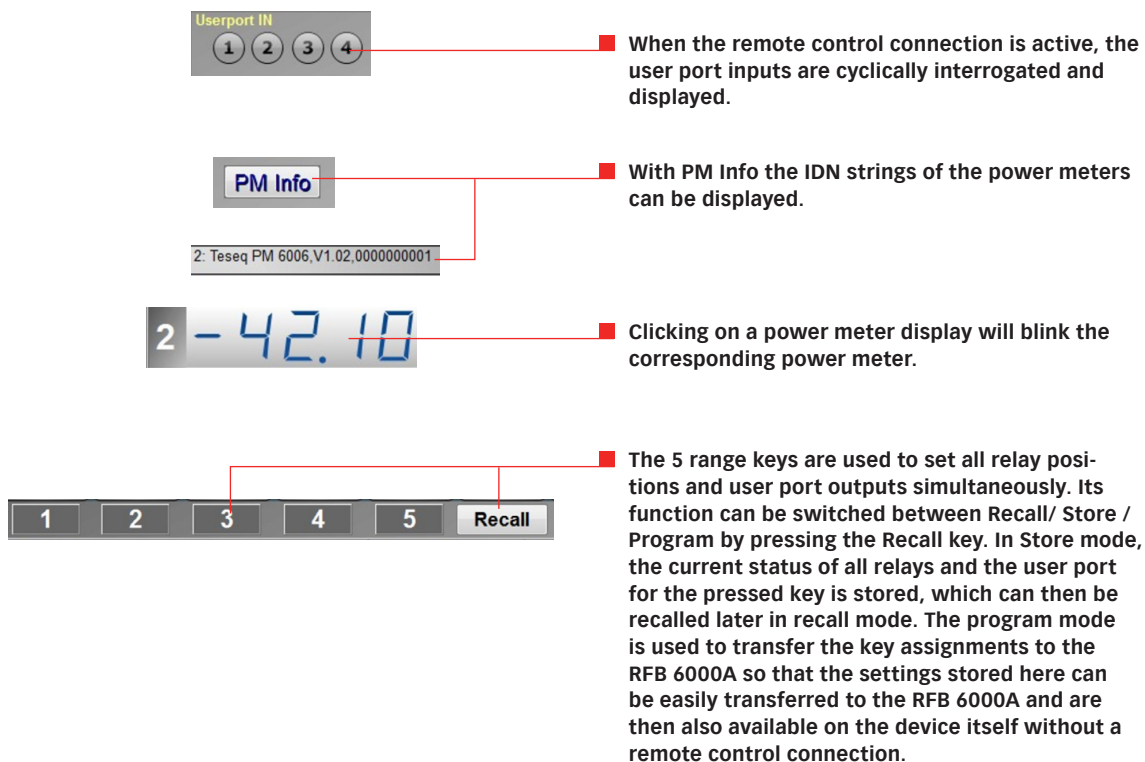 Userport IN
1 2 3 4
When the remote control connection is active, the
user port inputs are cyclically interrogated and
displayed.
PM Info
With PM Info the IDN strings of the power meters
can be displayed.
2: Teseq PM 6006,V1.02,0000000001
2 -42.10
Clicking on a power meter display will blink the
corresponding power meter.
1 2 3 4 5 Recall
The 5 range keys are used to set all relay posi-
tions and user port outputs simultaneously. Its
function can be switched between Recall/ Store /
Program by pressing the Recall key. In Store mode,
the current status of all relays and the user port
for the pressed key is stored, which can then be
recalled later in recall mode. The program mode
is used to transfer the key assignments to the
RFB 6000A so that the settings stored here can
be easily transferred to the RFB 6000A and are
then also available on the device itself without a
remote control connection.